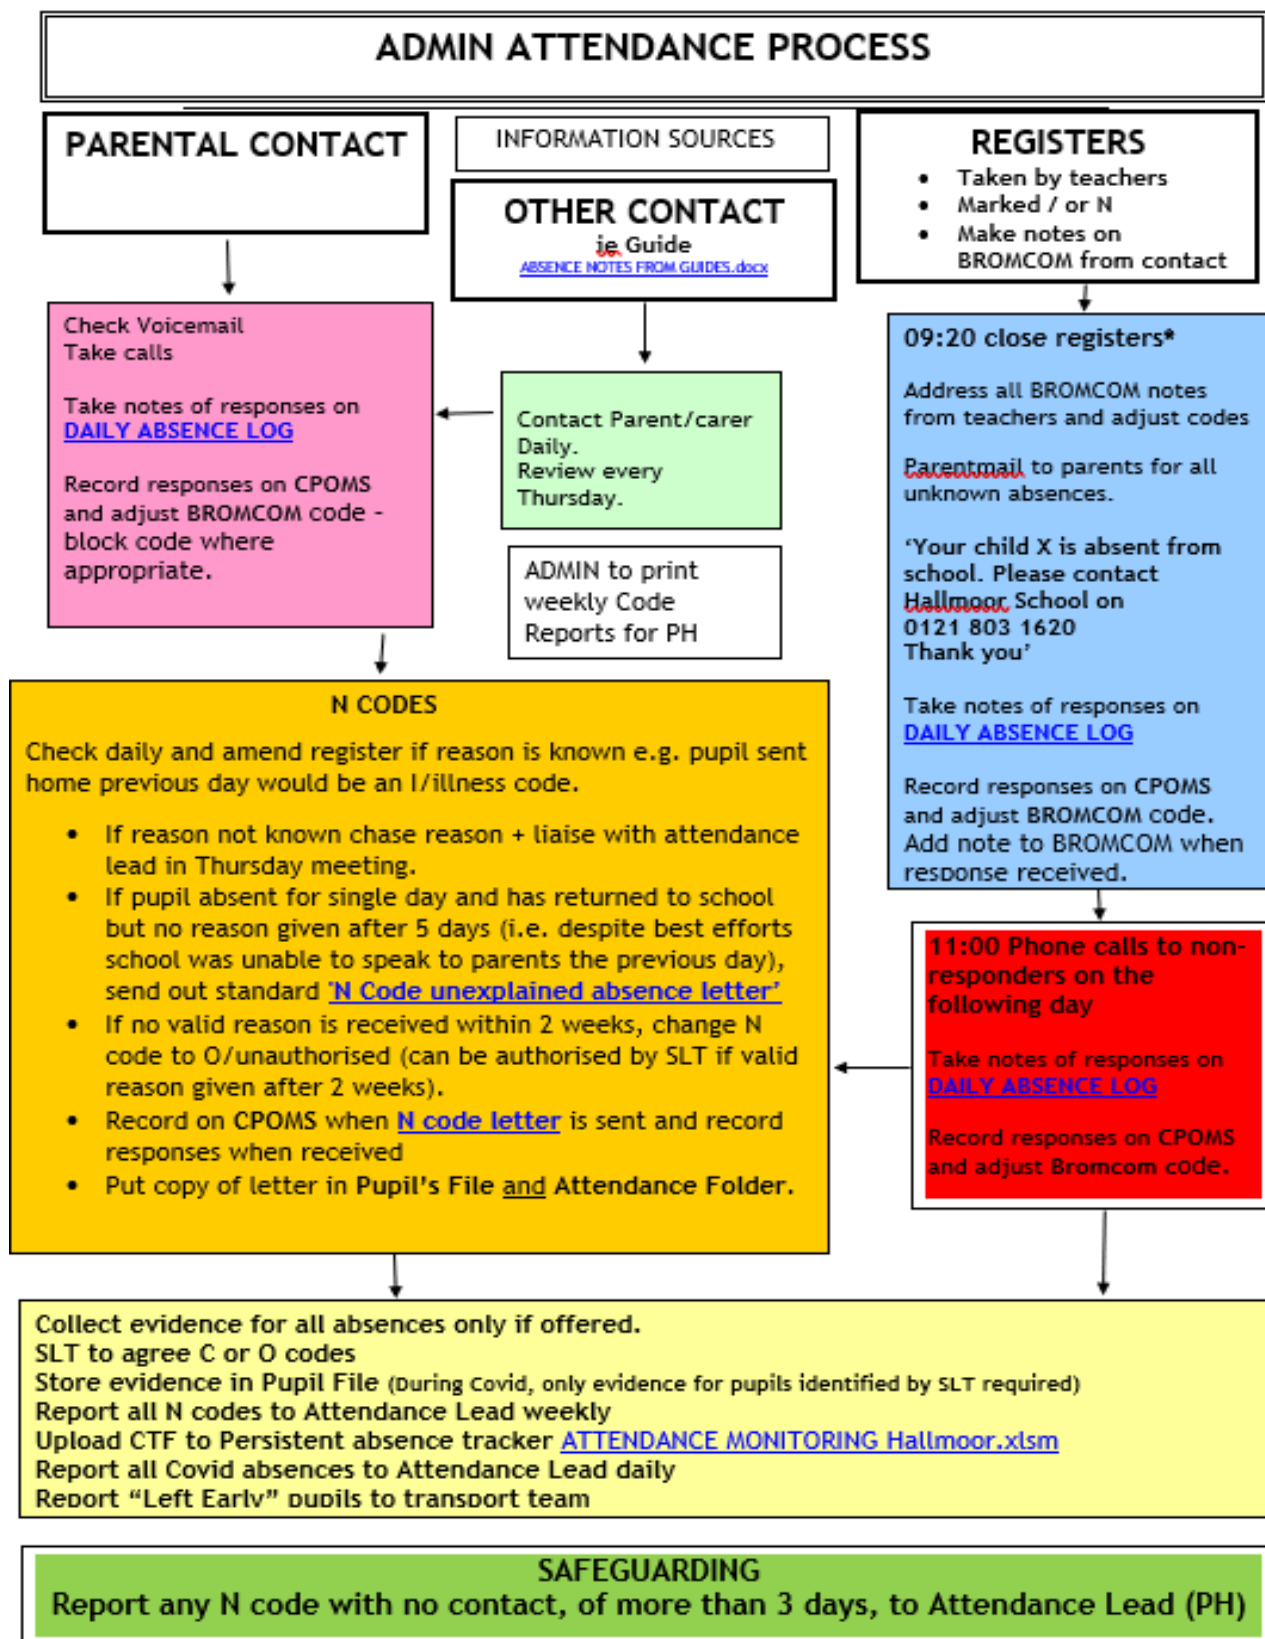 ADMIN ATTENDANCE PROCESS
PARENTAL CONTACT
INFORMATION SOURCES
OTHER CONTACT
ie Guide
ABSENCE NOTES FROM GUIDES.docx
REGISTERS
• Taken by teachers
• Marked / or N
• Make notes on
BROMCOM from contact
Check Voicemail
Take calls
Take notes of responses on
DAILY ABSENCE LOG
Record responses on CPOMS
and adjust BROMCOM code –
block code where
appropriate.
Contact Parent/carer
Daily.
Review every
Thursday.
ADMIN to print
weekly Code
Reports for PH
09:20 close registers*
Address all BROMCOM notes
from teachers and adjust codes
Parentmail to parents for all
unknown absences.
‘Your child X is absent from
school. Please contact
Hallmoor School on
0121 803 1620
Thank you’
Take notes of responses on
DAILY ABSENCE LOG
Record responses on CPOMS
and adjust BROMCOM code.
Add note to BROMCOM when
response received.
11:00 Phone calls to non-
responders on the
following day
Take notes of responses on
DAILY ABSENCE LOG
Record responses on CPOMS
and adjust Bromcom code.
N CODES
Check daily and amend register if reason is known e.g. pupil sent
home previous day would be an I/illness code.
• If reason not known chase reason + liaise with attendance
lead in Thursday meeting.
• If pupil absent for single day and has returned to school
but no reason given after 5 days (i.e. despite best efforts
school was unable to speak to parents the previous day),
send out standard 'N Code unexplained absence letter’
• If no valid reason is received within 2 weeks, change N
code to O/unauthorised (can be authorised by SLT if valid
reason given after 2 weeks).
• Record on CPOMS when N code letter is sent and record
responses when received
• Put copy of letter in Pupil’s File and Attendance Folder.
Collect evidence for all absences only if offered.
SLT to agree C or O codes
Store evidence in Pupil File (During Covid, only evidence for pupils identified by SLT required)
Report all N codes to Attendance Lead weekly
Upload CTF to Persistent absence tracker ATTENDANCE MONITORING Hallmoor.xlsm
Report all Covid absences to Attendance Lead daily
Report “Left Early” pupils to transport team
SAFEGUARDING
Report any N code with no contact, of more than 3 days, to Attendance Lead (PH)